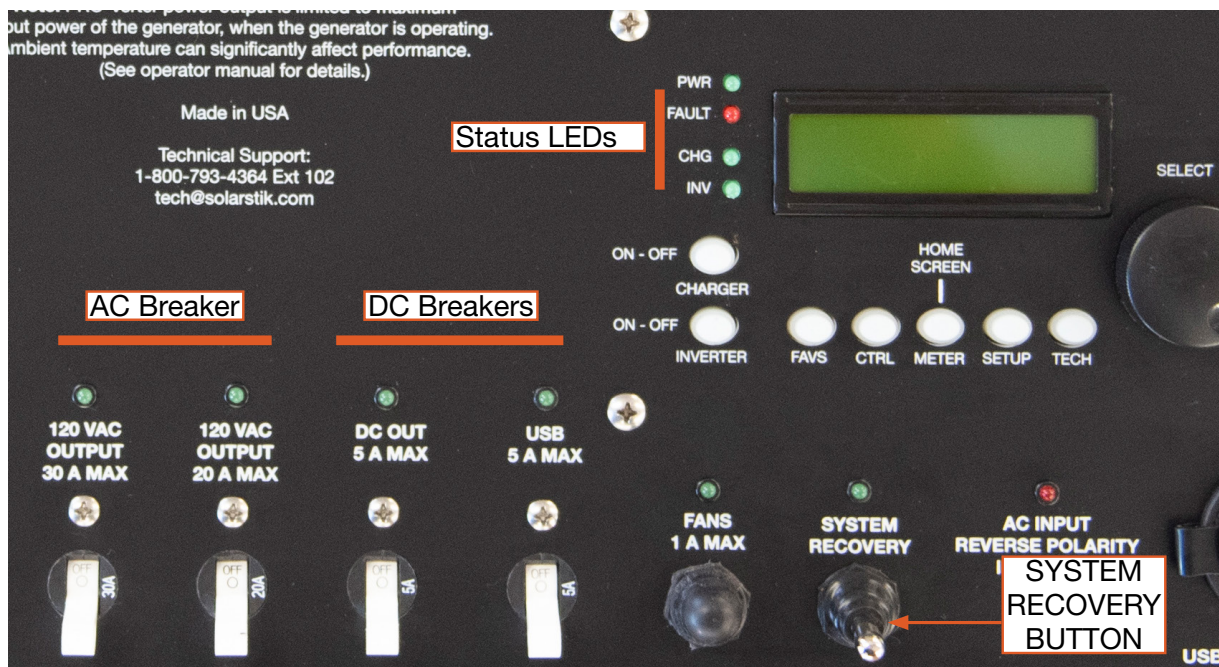 put power of the generator, when the generator is operating.
Ambient temperature can significantly affect performance.
(See operator manual for details.)
Made in USA
Technical Support:
1-800-793-4364 Ext 102
tech@solarstik.com
PWR
FAULT
Status LEDs
CHG
INV
SELECT
ON - OFF
CHARGER
HOME
SCREEN
ON - OFF
INVERTER
FAVS
CTRL
METER
SETUP
TECH
AC Breaker
DC Breakers
120 VAC
OUTPUT
30 A MAX
120 VAC
OUTPUT
20 A MAX
DC OUT
5 A MAX
USB
5 A MAX
FANS
1 A MAX
SYSTEM
RECOVERY
AC INPUT
REVERSE POLARITY
OFF
30A
OFF
20A
OFF
5A
OFF
5A
SYSTEM
RECOVERY
BUTTON
USB